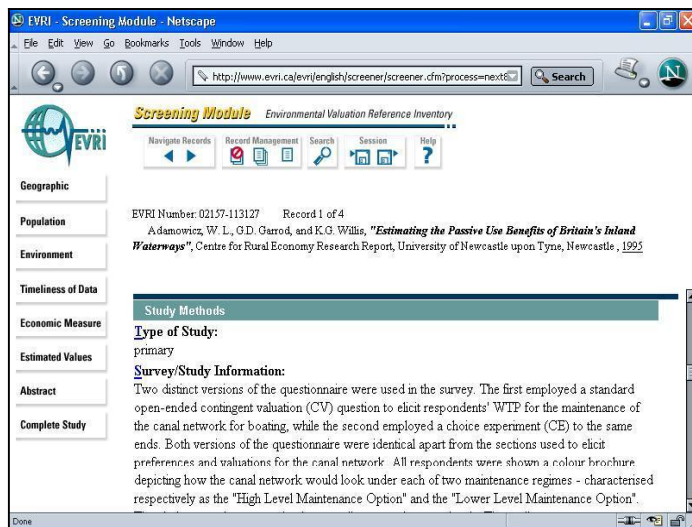 EVRI - Screening Module - Netscape
File Edit View Go Bookmarks Tools Window Help
http://www.evri.ca/evri/english/screener/screener.cfm?process=next&
Search
N
EVRI
Screening Module Environmental Valuation Reference Inventory
Navigate Records Record Management Search Session Help
?
Geographic
Population
Environment
Timeliness of Data
Economic Measure
Estimated Values
Abstract
Complete Study
EVRI Number: 02157-113127 Record 1 of 4
Adamowicz, W. L., G.D. Garrod, and K.G. Willis, "Estimating the Passive Use Benefits of Britain's Inland
Waterways", Centre for Rural Economy Research Report, University of Newcastle upon Tyne, Newcastle , 1995
Study Methods
Type of Study:
primary
Survey/Study Information:
Two distinct versions of the questionnaire were used in the survey. The first employed a standard
open-ended contingent valuation (CV) question to elicit respondents' WTP for the maintenance of
the canal network for boating, while the second employed a choice experiment (CE) to the same
ends. Both versions of the questionnaire were identical apart from the sections used to elicit
preferences and valuations for the canal network. All respondents were shown a colour brochure
depicting how the canal network would look under each of two maintenance regimes - characterised
respectively as the "High Level Maintenance Option" and the "Lower Level Maintenance Option".
Done